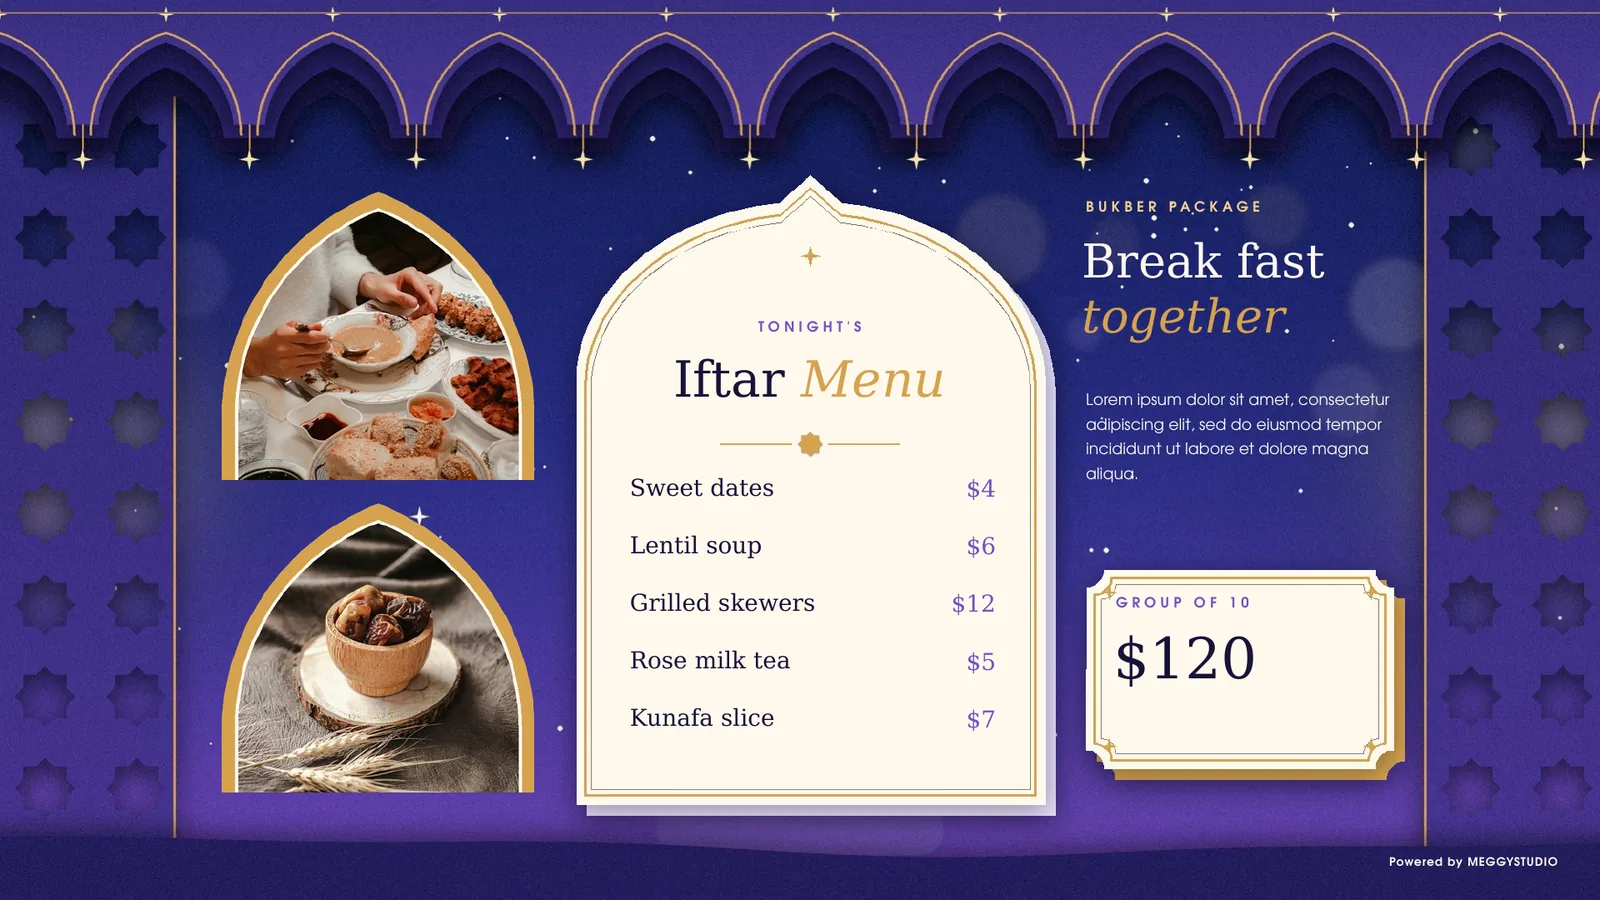 TONIGHT'S
Iftar Menu
Sweet dates $4
Lentil soup $6
Grilled skewers $12
Rose milk tea $5
Kunafa slice $7
BUKBER PACKAGE
Break fast
together.
Lorem ipsum dolor sit amet, consectetur
adipiscing elit, sed do eiusmod tempor
incididunt ut labore et dolore magna
aliqua.
GROUP OF 10
$120
Powered by MEGGYSTUDIO